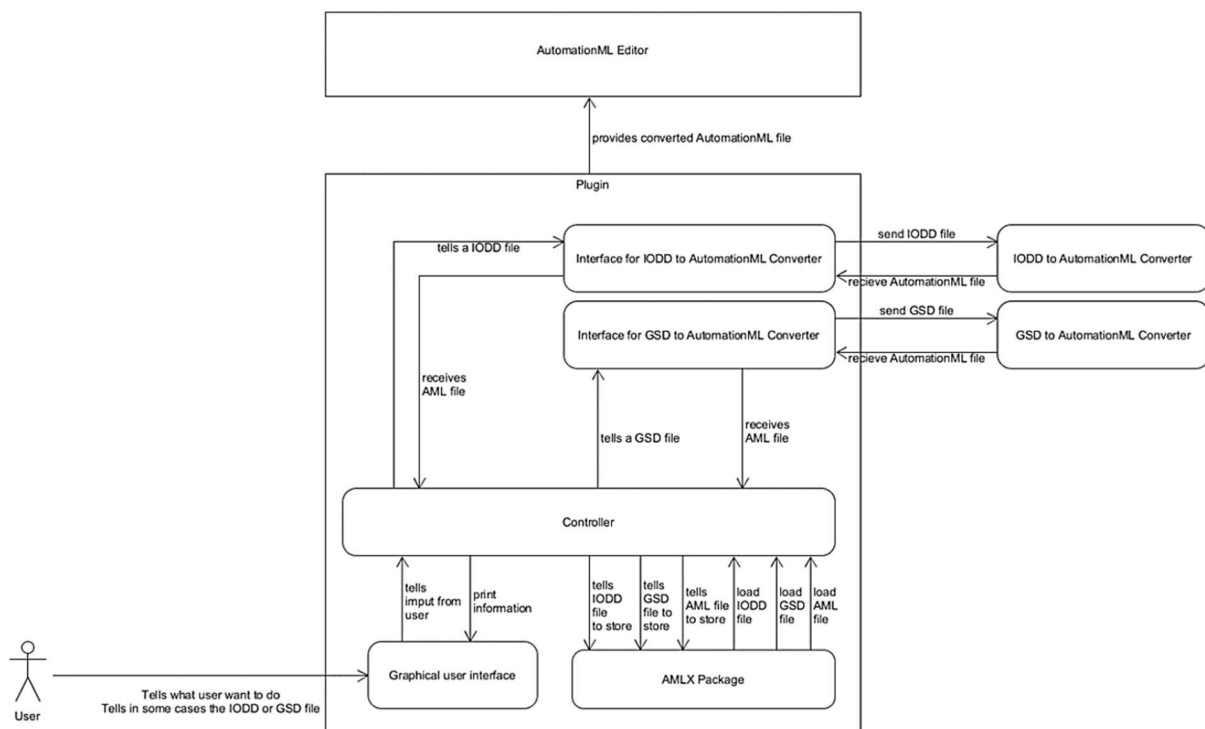 AutomationML Editor
provides converted AutomationML file
Plugin
send IODD file
tells a IODD file
Interface for IODD to AutomationML Converter
IODD to AutomationML Converter
recieve AutomationML file
send GSD file
Interface for GSD to AutomationML Converter
GSD to AutomationML Converter
recieve AutomationML file
receives
AML file
tells a GSD file
receives
AML file
Controller
tells
imput from
user
print
information
tells
IODD
file
to store
tells
GSD
file to
store
tells
AML file
to store
load
IODD
file
load
GSD
file
load
AML
file
Graphical user interface
AMLX Package
User
Tells what user want to do
Tells in some cases the IODD or GSD file